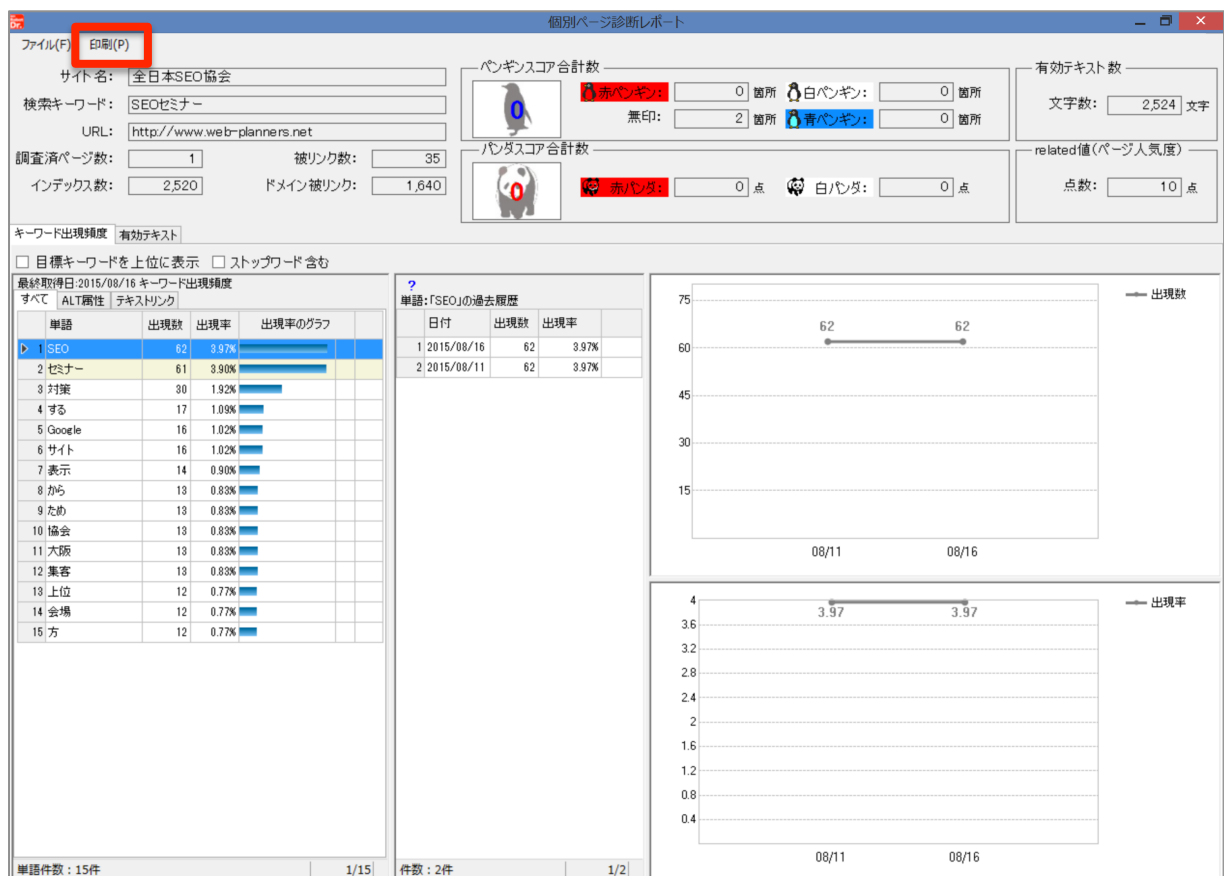 個別ページ診断レポート
ファイル(F) 印刷(P)
サイト名: 全日本SEO協会
検索キーワード: SEOセミナー
URL: http://www.web-planners.net
調査済ページ数: 1 被リンク数: 35
インデックス数: 2,520 ドメイン被リンク: 1,640
ペンギンスコア合計数
0
赤ペンギン: 0 箇所 白ペンギン: 0 箇所
無印: 2 箇所 青ペンギン: 0 箇所
パンダスコア合計数
0
赤パンダ: 0 点 白パンダ: 0 点
有効テキスト数
文字数: 2,524 文字
related値(ページ人気度)
点数: 10 点
キーワード出現頻度 有効テキスト
目標キーワードを上位に表示 ストップワード含む
最終取得日:2015/08/16 キーワード出現頻度
すべて ALT属性 テキストリンク
単語 出現数 出現率 出現率のグラフ
1 SEO 62 3.97%
2 セミナー 61 3.90%
3 対策 30 1.92%
4 する 17 1.09%
5 Google 16 1.02%
6 サイト 16 1.02%
7 表示 14 0.90%
8 から 13 0.83%
9 ため 13 0.83%
10 協会 13 0.83%
11 大阪 13 0.83%
12 集客 13 0.83%
13 上位 12 0.77%
14 会場 12 0.77%
15 方 12 0.77%
単語件数:15件 1/15
?
単語:「SEO」の過去履歴
日付 出現数 出現率
1 2015/08/16 62 3.97%
2 2015/08/11 62 3.97%
件数:2件 1/2
出現数
75
62 62
60
45
30
15
08/11 08/16
出現率
4
3.97 3.97
3.6
3.2
2.8
2.4
2
1.6
1.2
0.8
0.4
08/11 08/16